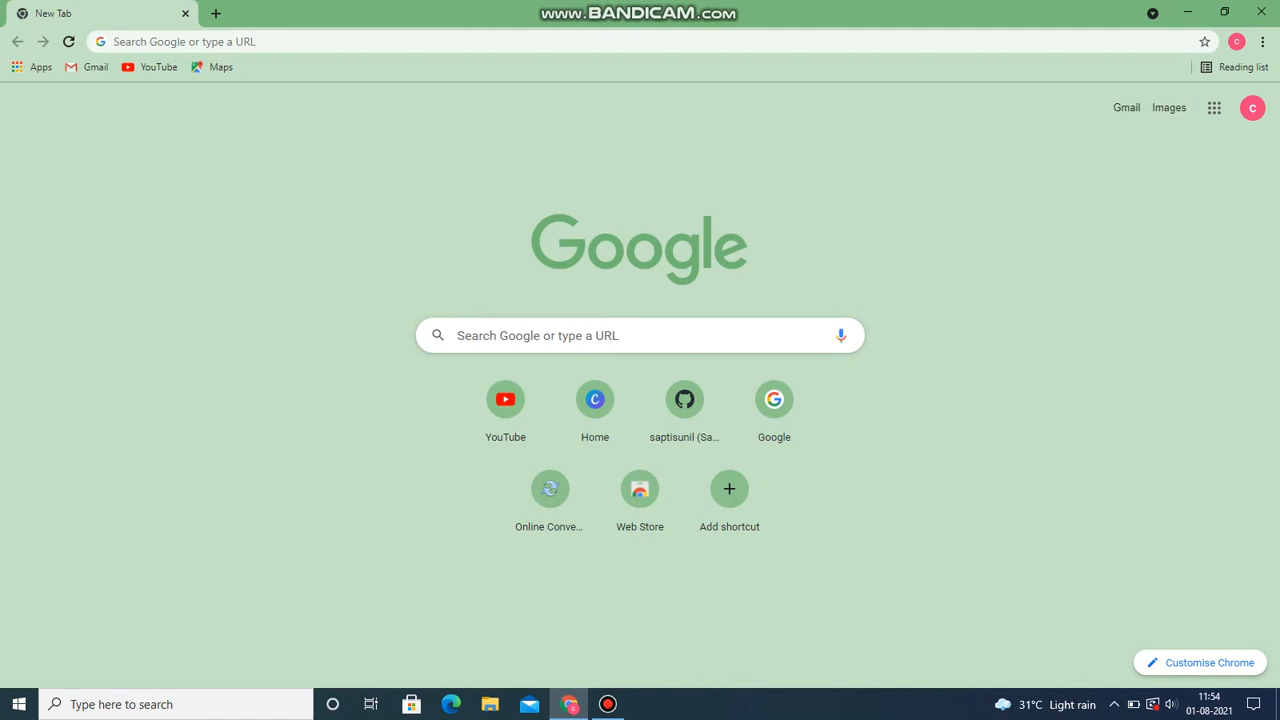 New Tab
www.BANDICAM.com
Search Google or type a URL
C
Apps Gmail YouTube Maps Reading list
Gmail Images C
Google
Search Google or type a URL
YouTube Home saptisunil (Sa... Google
Online Conve... Web Store Add shortcut
Customise Chrome
Type here to search
31°C Light rain
11:54
01-08-2021